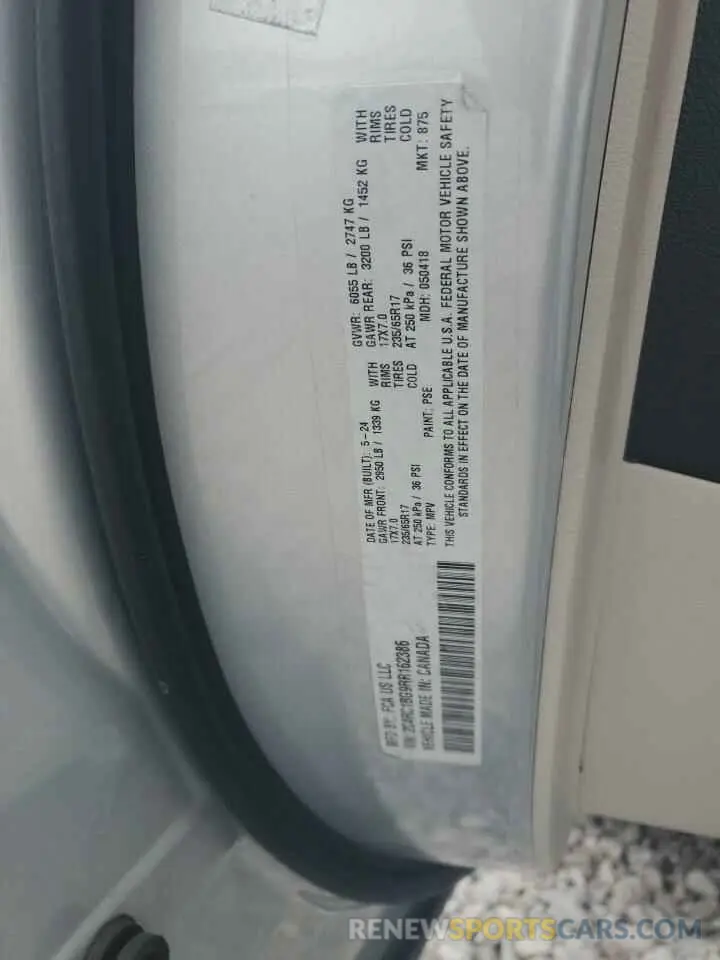 MFD BY: FCA US LLC
VIN: 2C4RC1BG9RR162386
VEHICLE MADE IN: CANADA
DATE OF MFR (BUILT): 5-24
GAWR FRONT: 2950 LB / 1339 KG WITH
17X7.0 RIMS
235/65R17 TIRES
AT 250 kPa / 36 PSI COLD
TYPE: MPV PAINT: PSE
GVWR: 6055 LB / 2747 KG
GAWR REAR: 3200 LB / 1452 KG WITH
17X7.0 RIMS
235/65R17 TIRES
AT 250 kPa / 36 PSI COLD
MDH: 050418 MKT: 875
THIS VEHICLE CONFORMS TO ALL APPLICABLE U.S.A. FEDERAL MOTOR VEHICLE SAFETY
STANDARDS IN EFFECT ON THE DATE OF MANUFACTURE SHOWN ABOVE.
RENEWSPORTSCARS.COM